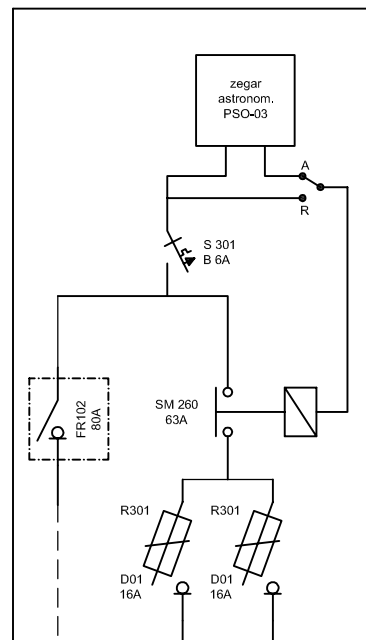 zegar
astronom.
PSO-03
A
R
S 301
B 6A
SM 260
63A
FR102
80A
R301
R301
D01
16A
D01
16A